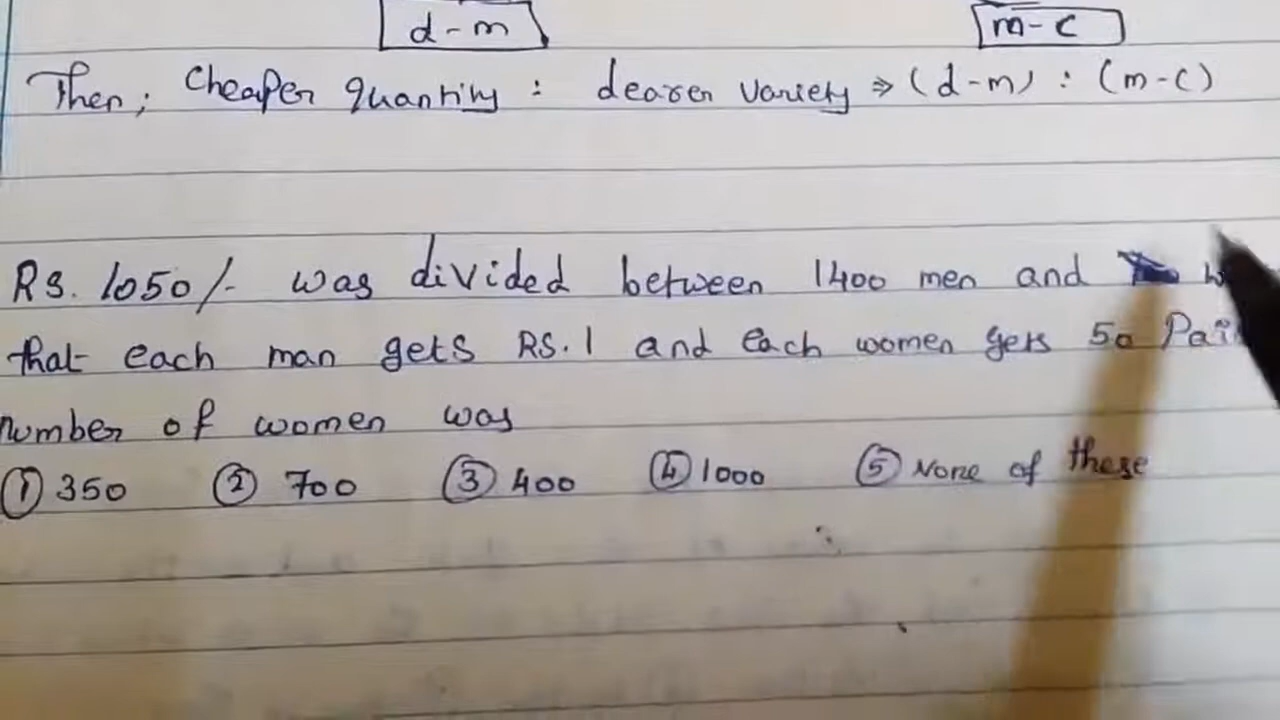 d-m m-c
Then; Cheaper quantity : dearer variety ⇒ (d-m) : (m-c)
Rs. 1050/- was divided between 1400 men and
that each man gets RS. 1 and each women gets 50
number of women was
① 350 ② 700 ③ 400 ④ 1000 ⑤ None of these